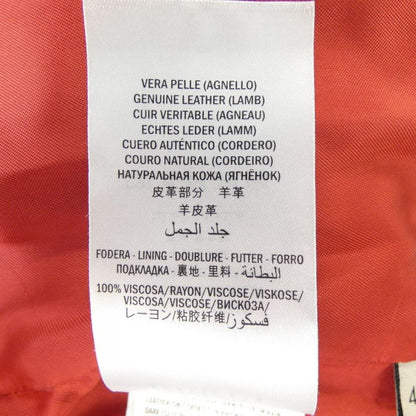 VERA PELLE (AGNELLO)
GENUINE LEATHER (LAMB)
CUIR VERITABLE (AGNEAU)
ECHTES LEDER (LAMM)
CUERO AUTÉNTICO (CORDERO)
COURO NATURAL (CORDEIRO)
НАТУРАЛЬНАЯ КОЖА (ЯГНЁНОК)
皮革部分 羊革
羊皮革
جلد الجمل
FODERA - LINING - DOUBLURE - FUTTER - FORRO
ПОДКЛАДКА - 裏地 - 里料 - البطانة
100% VISCOSA/RAYON/VISCOSE/VISKOSE/
VISCOSA/VISCOSE/ВИСКОЗА/
レーヨン/粘胶纤维/ فسكوز